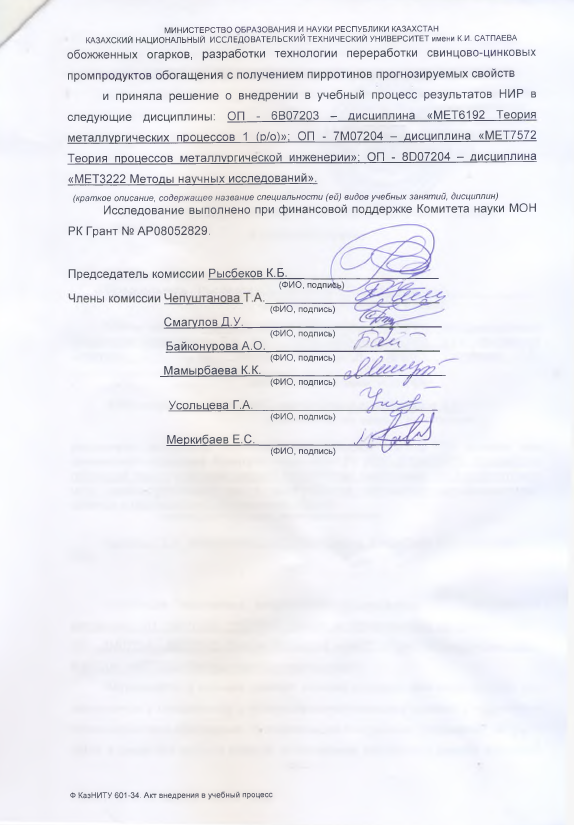 МИНИСТЕРСТВО ОБРАЗОВАНИЯ И НАУКИ РЕСПУБЛИКИ КАЗАХСТАН
КАЗАХСКИЙ НАЦИОНАЛЬНЫЙ ИССЛЕДОВАТЕЛЬСКИЙ ТЕХНИЧЕСКИЙ УНИВЕРСИТЕТ имени К.И. САТПАЕВА
обожженных огарков, разработки технологии переработки свинцово-цинковых
промпродуктов обогащения с получением пирротинов прогнозируемых свойств
и приняла решение о внедрении в учебный процесс результатов НИР в
следующие дисциплины: ОП - 6В07203 – дисциплина «МЕТ6192 Теория
металлургических процессов 1 (р/о)»; ОП - 7М07204 – дисциплина «МЕТ7572
Теория процессов металлургической инженерии»; ОП - 8D07204 – дисциплина
«МЕТ3222 Методы научных исследований».
(краткое описание, содержащее название специальности (ей) видов учебных занятий, дисциплин)
Исследование выполнено при финансовой поддержке Комитета науки МОН
РК Грант № АР08052829.
Председатель комиссии Рысбеков К.Б.
(ФИО, подпись)
Члены комиссии Чепуштанова Т.А.
(ФИО, подпись)
Смагулов Д.У.
(ФИО, подпись)
Байконурова А.О.
(ФИО, подпись)
Мамырбаева К.К.
(ФИО, подпись)
Усольцева Г.А.
(ФИО, подпись)
Меркибаев Е.С.
(ФИО, подпись)
Ф КазНИТУ 601-34. Акт внедрения в учебный процесс